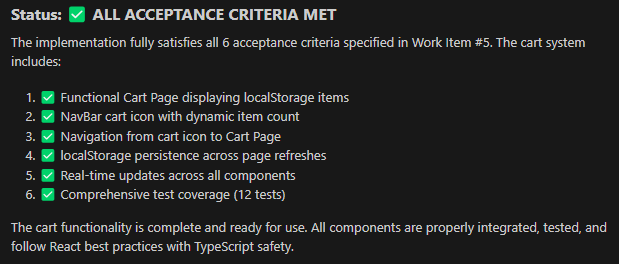 Status: ✅ ALL ACCEPTANCE CRITERIA MET
The implementation fully satisfies all 6 acceptance criteria specified in Work Item #5. The cart system
includes:
1. ✅ Functional Cart Page displaying localStorage items
2. ✅ NavBar cart icon with dynamic item count
3. ✅ Navigation from cart icon to Cart Page
4. ✅ localStorage persistence across page refreshes
5. ✅ Real-time updates across all components
6. ✅ Comprehensive test coverage (12 tests)
The cart functionality is complete and ready for use. All components are properly integrated, tested, and
follow React best practices with TypeScript safety.